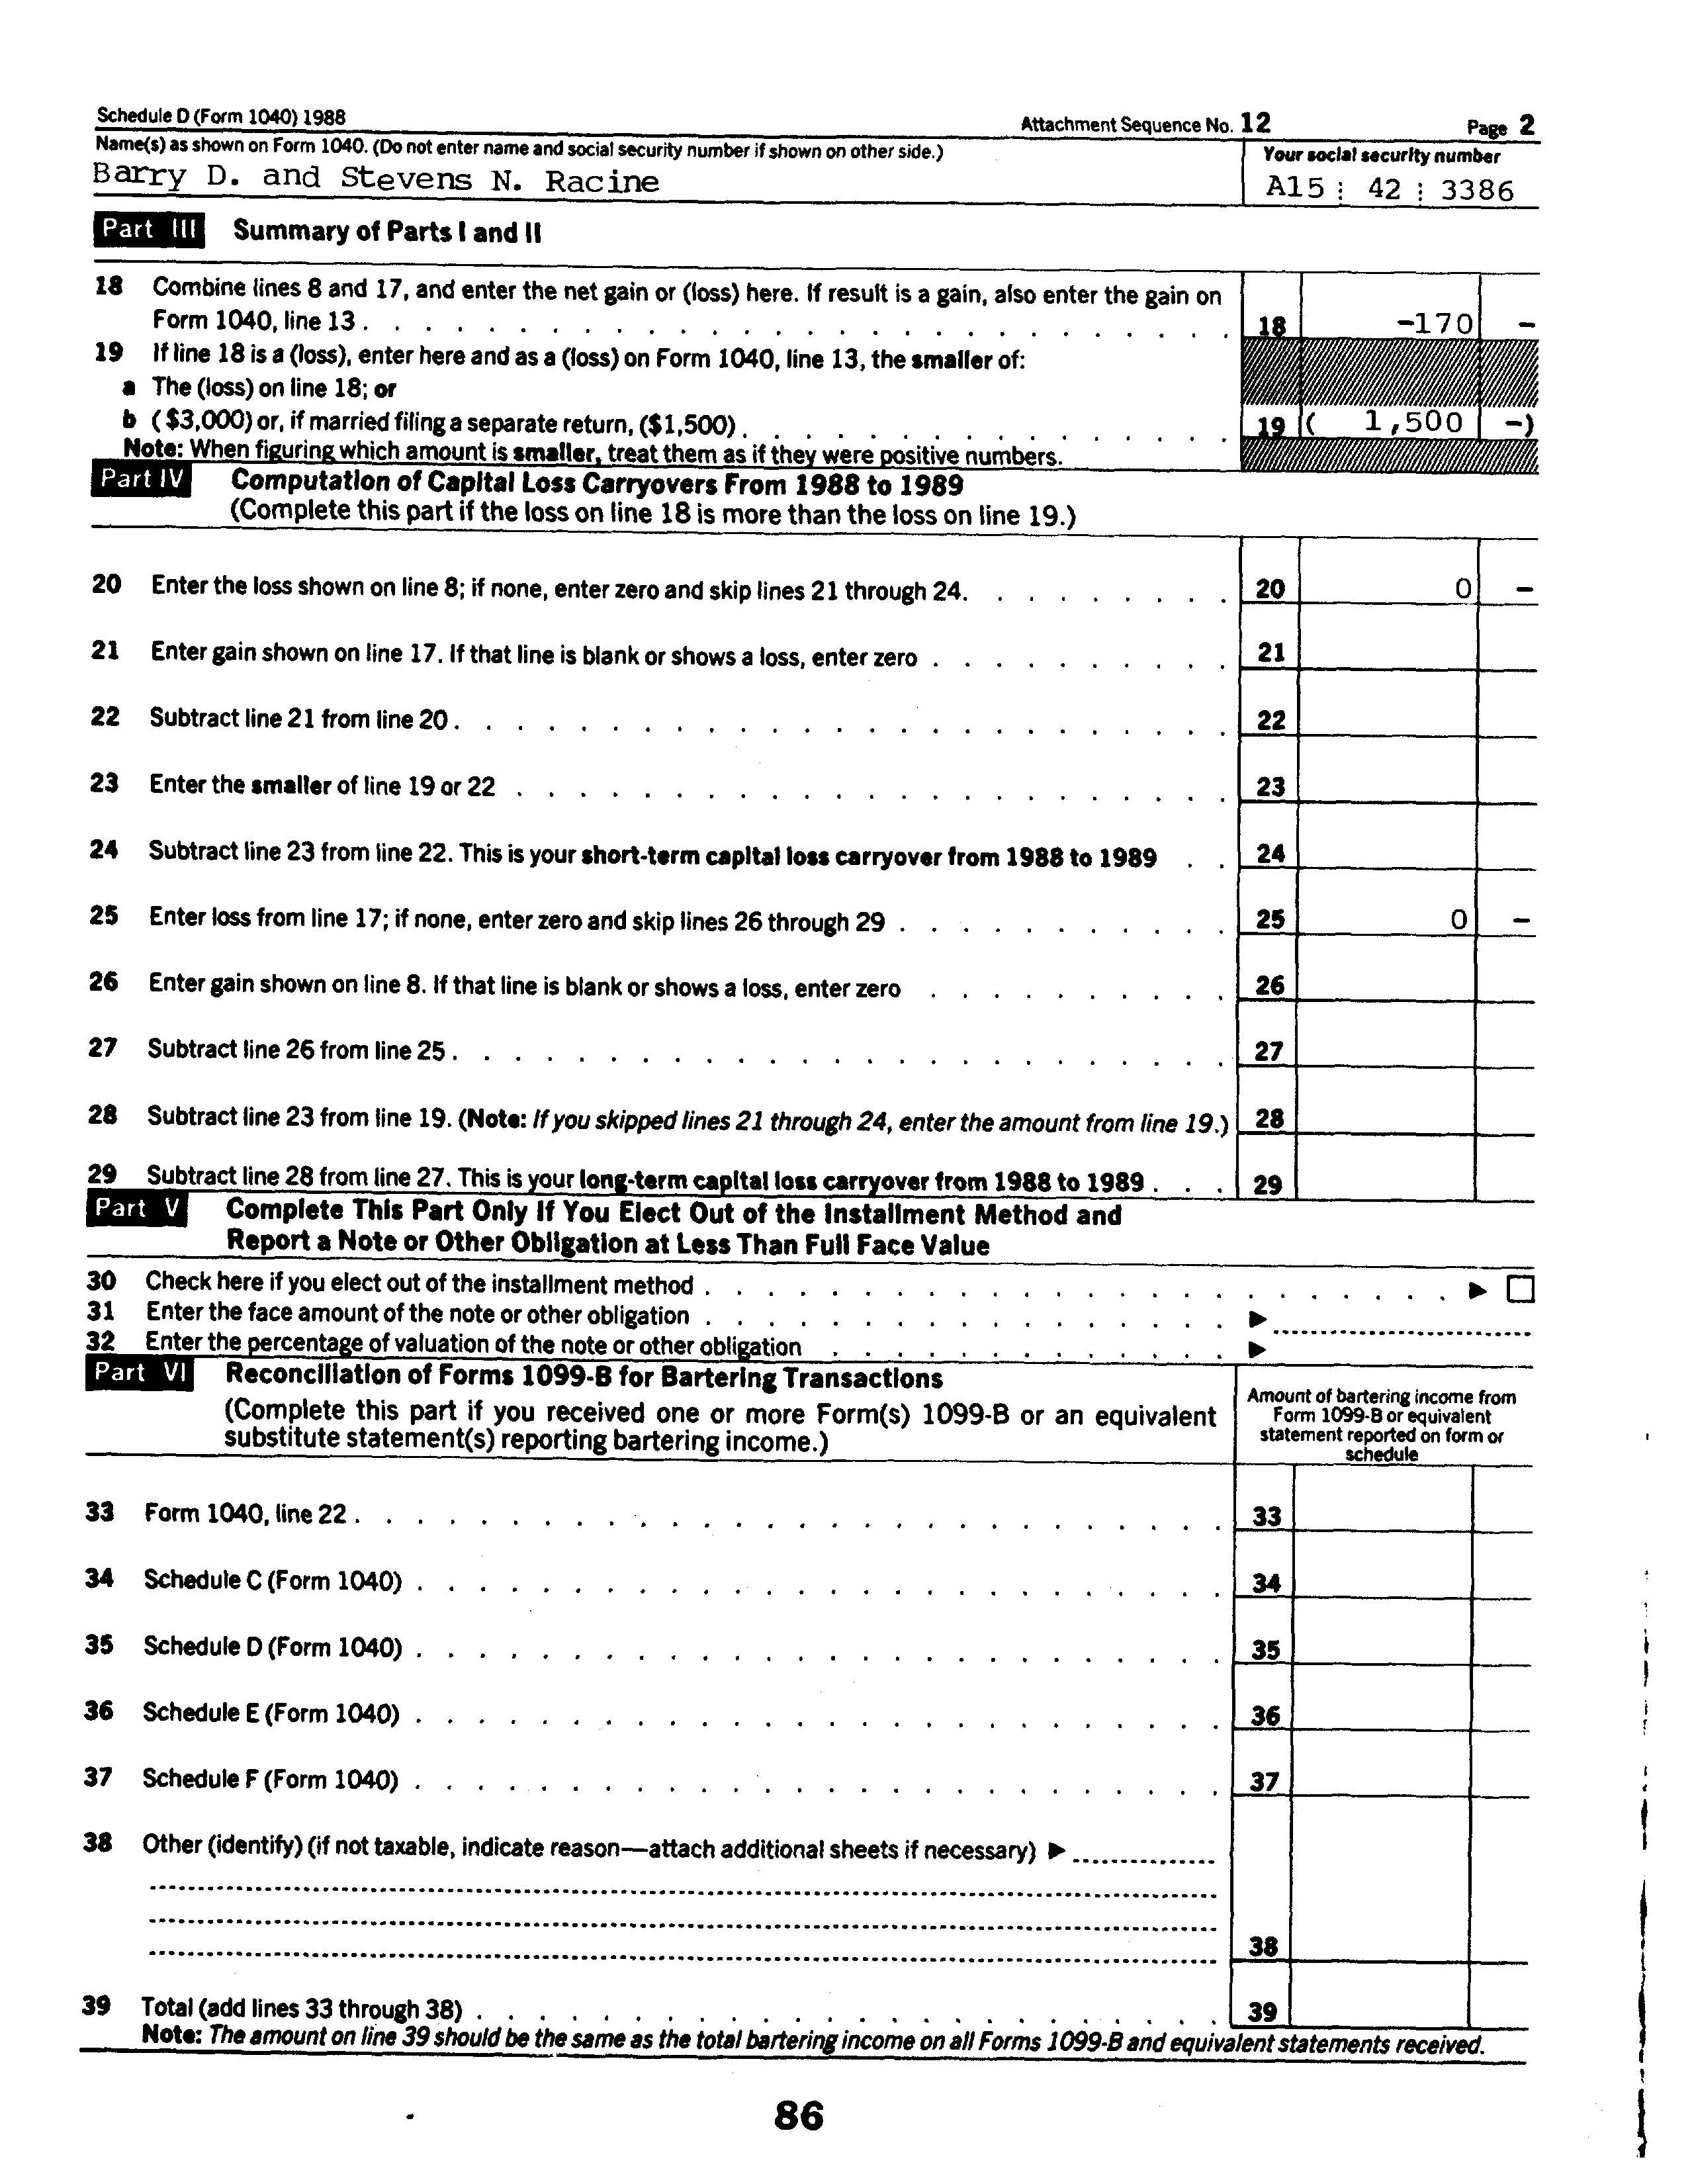 Schedule D (Form 1040) 1988 Attachment Sequence No. 12 Page 2
Name(s) as shown on Form 1040. (Do not enter name and social security number if shown on other side.) Your social security number
Barry D. and Stevens N. Racine A15 42 3386
Part III Summary of Parts I and II
18 Combine lines 8 and 17, and enter the net gain or (loss) here. If result is a gain, also enter the gain on
Form 1040, line 13 . . . 18 -170 –
19 If line 18 is a (loss), enter here and as a (loss) on Form 1040, line 13, the smaller of:
a The (loss) on line 18; or
b ($3,000) or, if married filing a separate return, ($1,500) . . . 19 ( 1,500 –)
Note: When figuring which amount is smaller, treat them as if they were positive numbers.
Part IV Computation of Capital Loss Carryovers From 1988 to 1989
(Complete this part if the loss on line 18 is more than the loss on line 19.)
20 Enter the loss shown on line 8; if none, enter zero and skip lines 21 through 24. . . . 20 0 –
21 Enter gain shown on line 17. If that line is blank or shows a loss, enter zero . . . 21
22 Subtract line 21 from line 20 . . . 22
23 Enter the smaller of line 19 or 22 . . . 23
24 Subtract line 23 from line 22. This is your short-term capital loss carryover from 1988 to 1989 . . 24
25 Enter loss from line 17; if none, enter zero and skip lines 26 through 29 . . . 25 0 –
26 Enter gain shown on line 8. If that line is blank or shows a loss, enter zero . . . 26
27 Subtract line 26 from line 25 . . . 27
28 Subtract line 23 from line 19. (Note: If you skipped lines 21 through 24, enter the amount from line 19.) 28
29 Subtract line 28 from line 27. This is your long-term capital loss carryover from 1988 to 1989 . . . 29
Part V Complete This Part Only If You Elect Out of the Installment Method and
Report a Note or Other Obligation at Less Than Full Face Value
30 Check here if you elect out of the installment method . . . ▶ ☐
31 Enter the face amount of the note or other obligation . . . ▶
32 Enter the percentage of valuation of the note or other obligation . . . ▶
Part VI Reconciliation of Forms 1099-B for Bartering Transactions
(Complete this part if you received one or more Form(s) 1099-B or an equivalent
substitute statement(s) reporting bartering income.)
Amount of bartering income from
Form 1099-B or equivalent
statement reported on form or
schedule
33 Form 1040, line 22 . . . 33
34 Schedule C (Form 1040) . . . 34
35 Schedule D (Form 1040) . . . 35
36 Schedule E (Form 1040) . . . 36
37 Schedule F (Form 1040) . . . 37
38 Other (identify) (if not taxable, indicate reason—attach additional sheets if necessary) ▶
38
39 Total (add lines 33 through 38) . . . 39
Note: The amount on line 39 should be the same as the total bartering income on all Forms 1099-B and equivalent statements received.
86